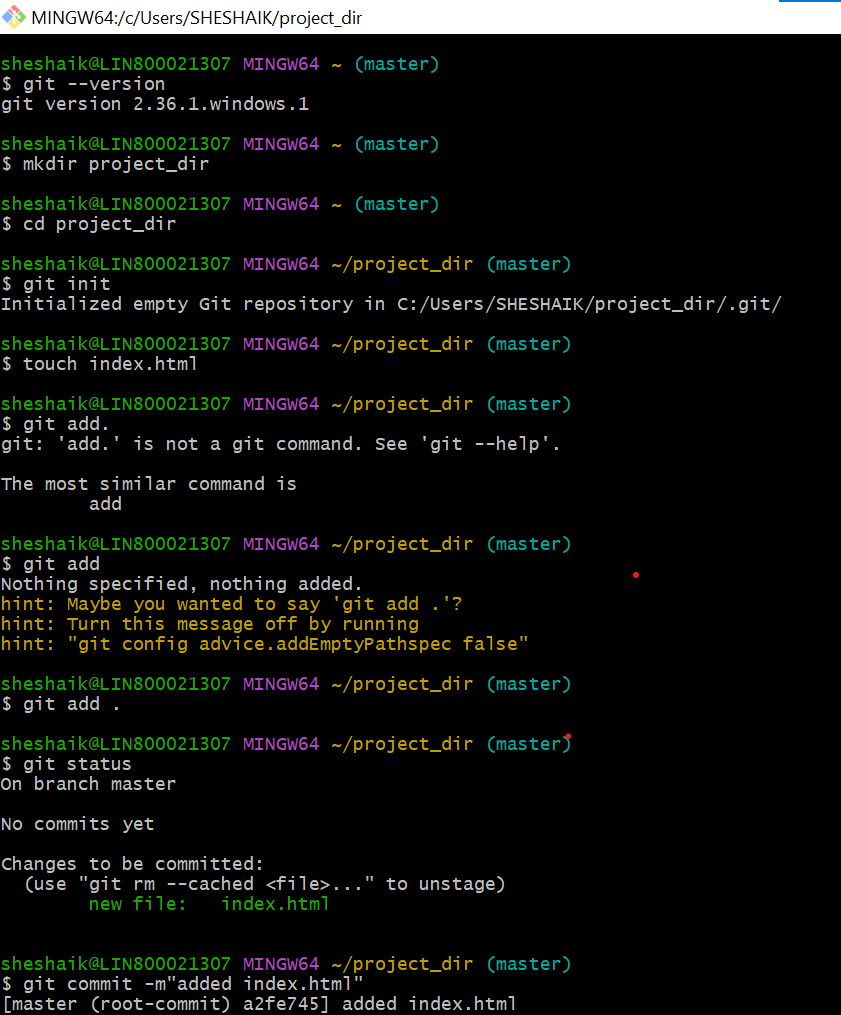 MINGW64:/c/Users/SHESHAIK/project_dir
sheshaik@LIN800021307 MINGW64 ~ (master)
$ git --version
git version 2.36.1.windows.1
sheshaik@LIN800021307 MINGW64 ~ (master)
$ mkdir project_dir
sheshaik@LIN800021307 MINGW64 ~ (master)
$ cd project_dir
sheshaik@LIN800021307 MINGW64 ~/project_dir (master)
$ git init
Initialized empty Git repository in C:/Users/SHESHAIK/project_dir/.git/
sheshaik@LIN800021307 MINGW64 ~/project_dir (master)
$ touch index.html
sheshaik@LIN800021307 MINGW64 ~/project_dir (master)
$ git add.
git: 'add.' is not a git command. See 'git --help'.
The most similar command is
        add
sheshaik@LIN800021307 MINGW64 ~/project_dir (master)
$ git add
Nothing specified, nothing added.
hint: Maybe you wanted to say 'git add .'?
hint: Turn this message off by running
hint: "git config advice.addEmptyPathspec false"
sheshaik@LIN800021307 MINGW64 ~/project_dir (master)
$ git add .
sheshaik@LIN800021307 MINGW64 ~/project_dir (master)
$ git status
On branch master
No commits yet
Changes to be committed:
  (use "git rm --cached <file>..." to unstage)
        new file:   index.html
sheshaik@LIN800021307 MINGW64 ~/project_dir (master)
$ git commit -m"added index.html"
[master (root-commit) a2fe745] added index.html